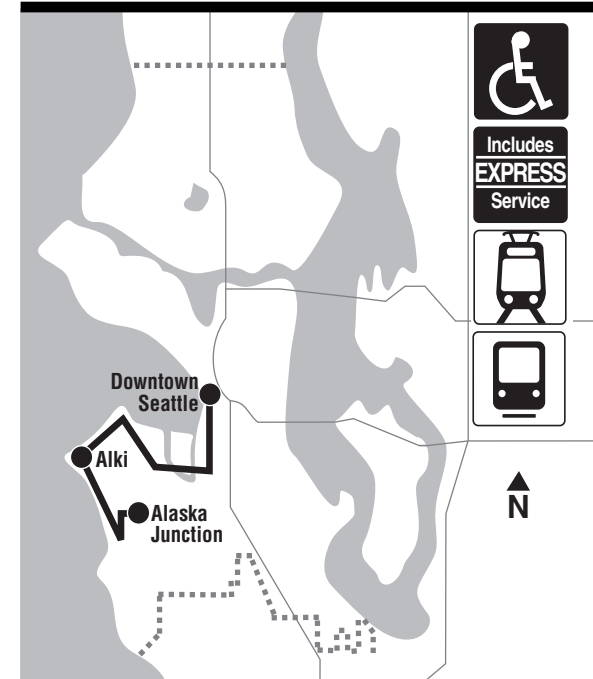 Includes
EXPRESS
Service
Downtown
Seattle
Alki
Alaska
Junction
N